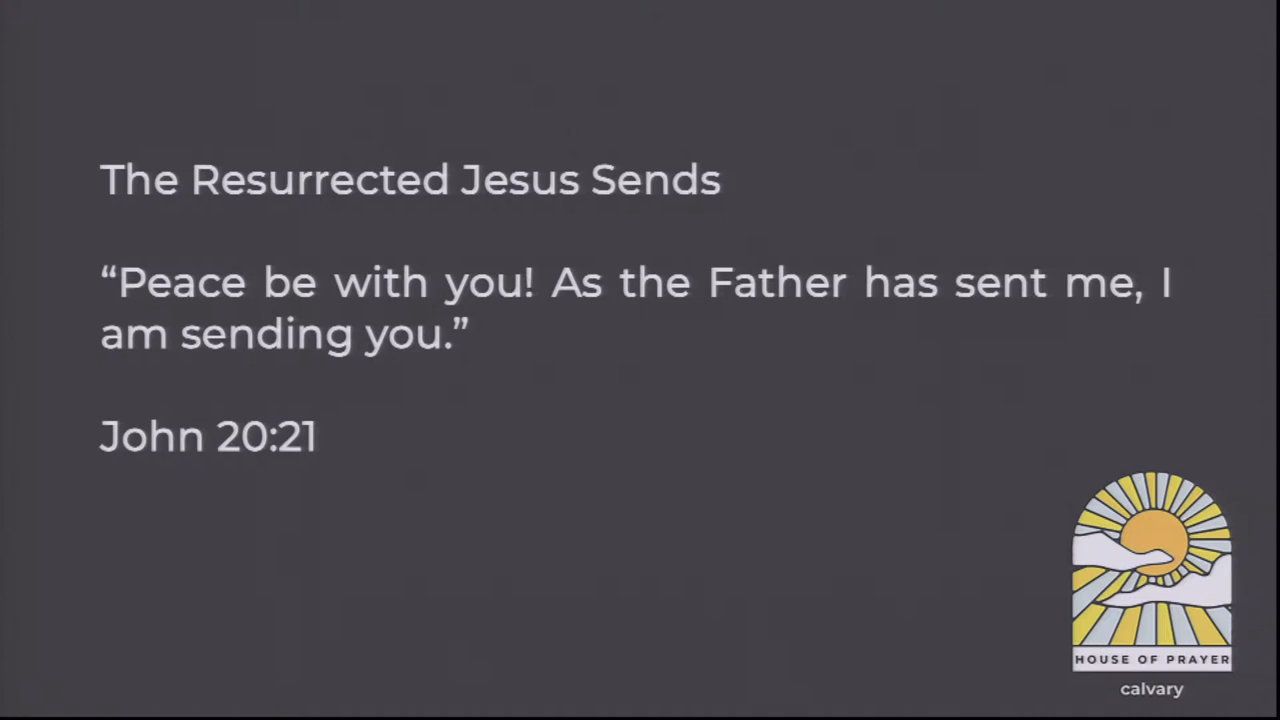 The Resurrected Jesus Sends
“Peace be with you! As the Father has sent me, I
am sending you.”
John 20:21
HOUSE OF PRAYER
calvary